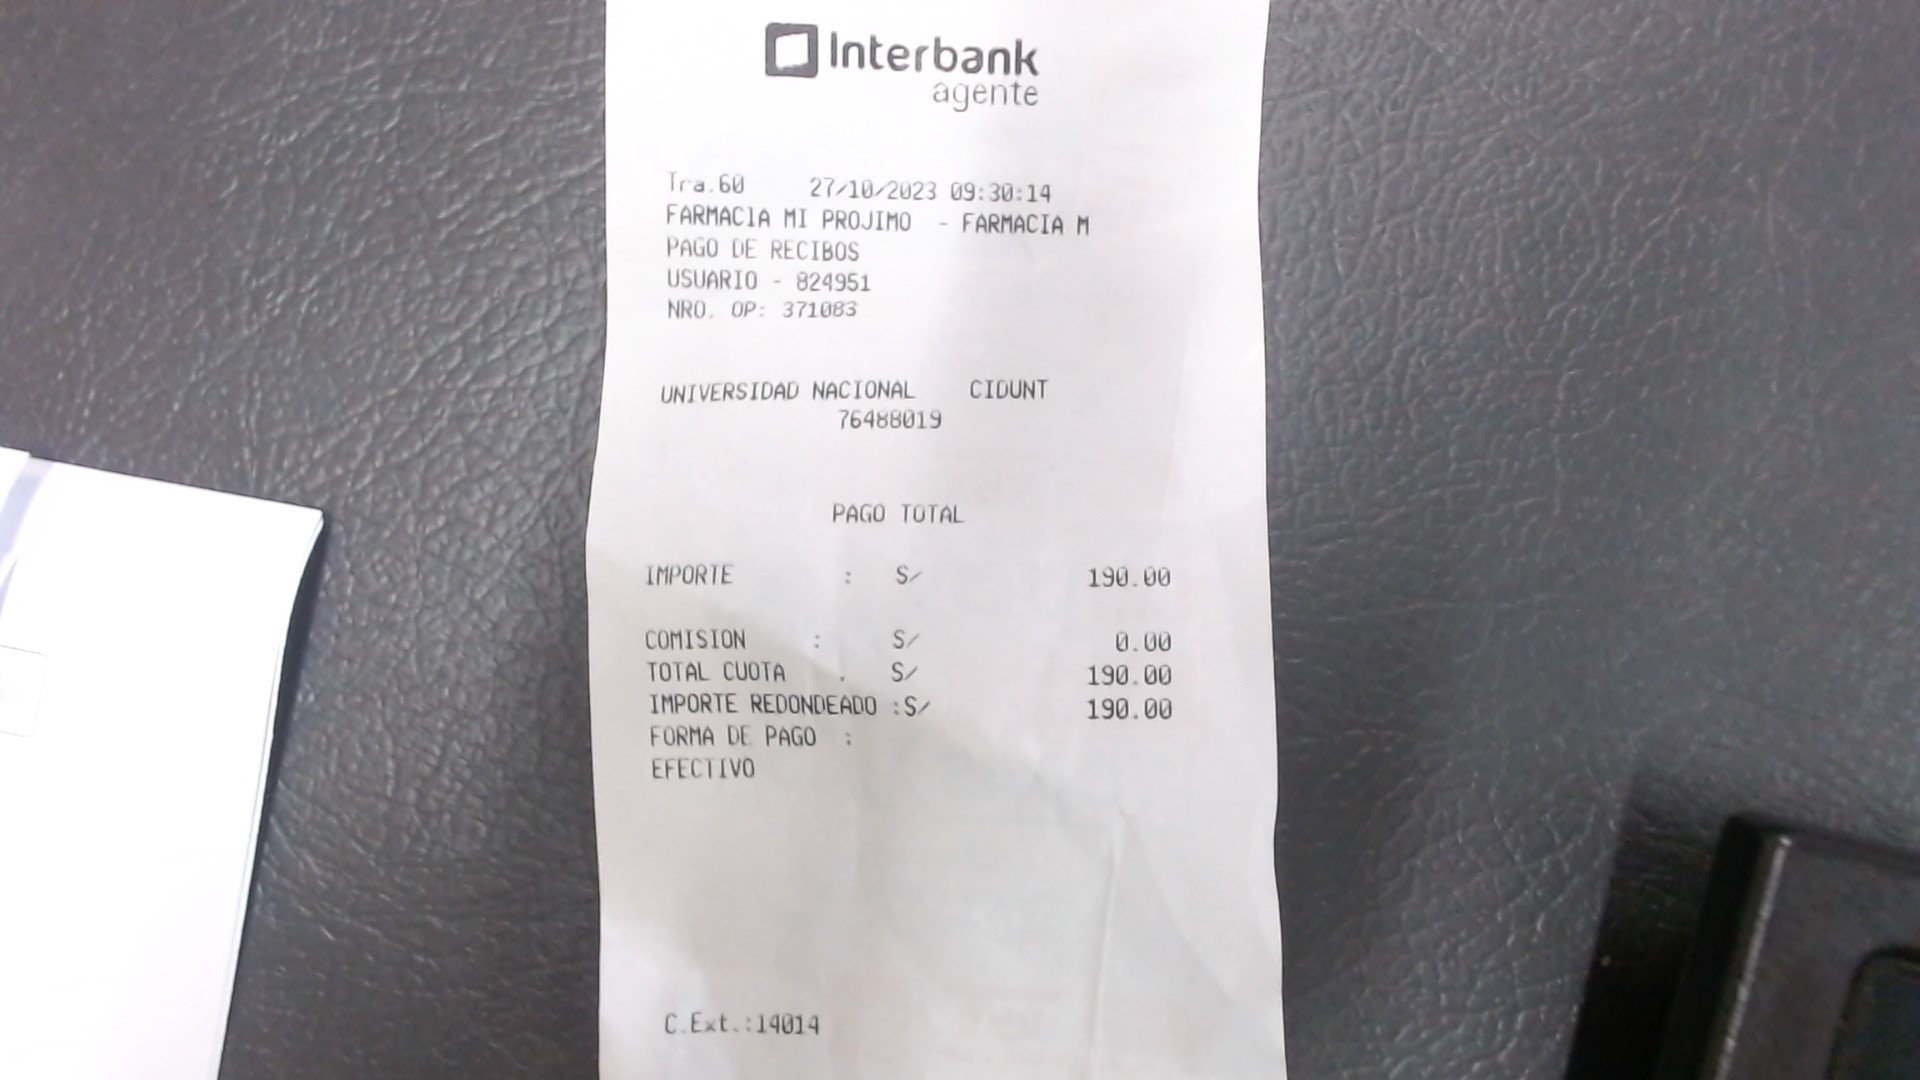 Interbank
agente
Tra.60 27/10/2023 09:30:14
FARMACIA MI PROJIMO - FARMACIA M
PAGO DE RECIBOS
USUARIO - 824951
NRO. OP: 371083
UNIVERSIDAD NACIONAL CIDUNT
76488019
PAGO TOTAL
IMPORTE : S/ 190.00
COMISION : S/ 0.00
TOTAL CUOTA : S/ 190.00
IMPORTE REDONDEADO :S/ 190.00
FORMA DE PAGO :
EFECTIVO
C.Ext.:14014